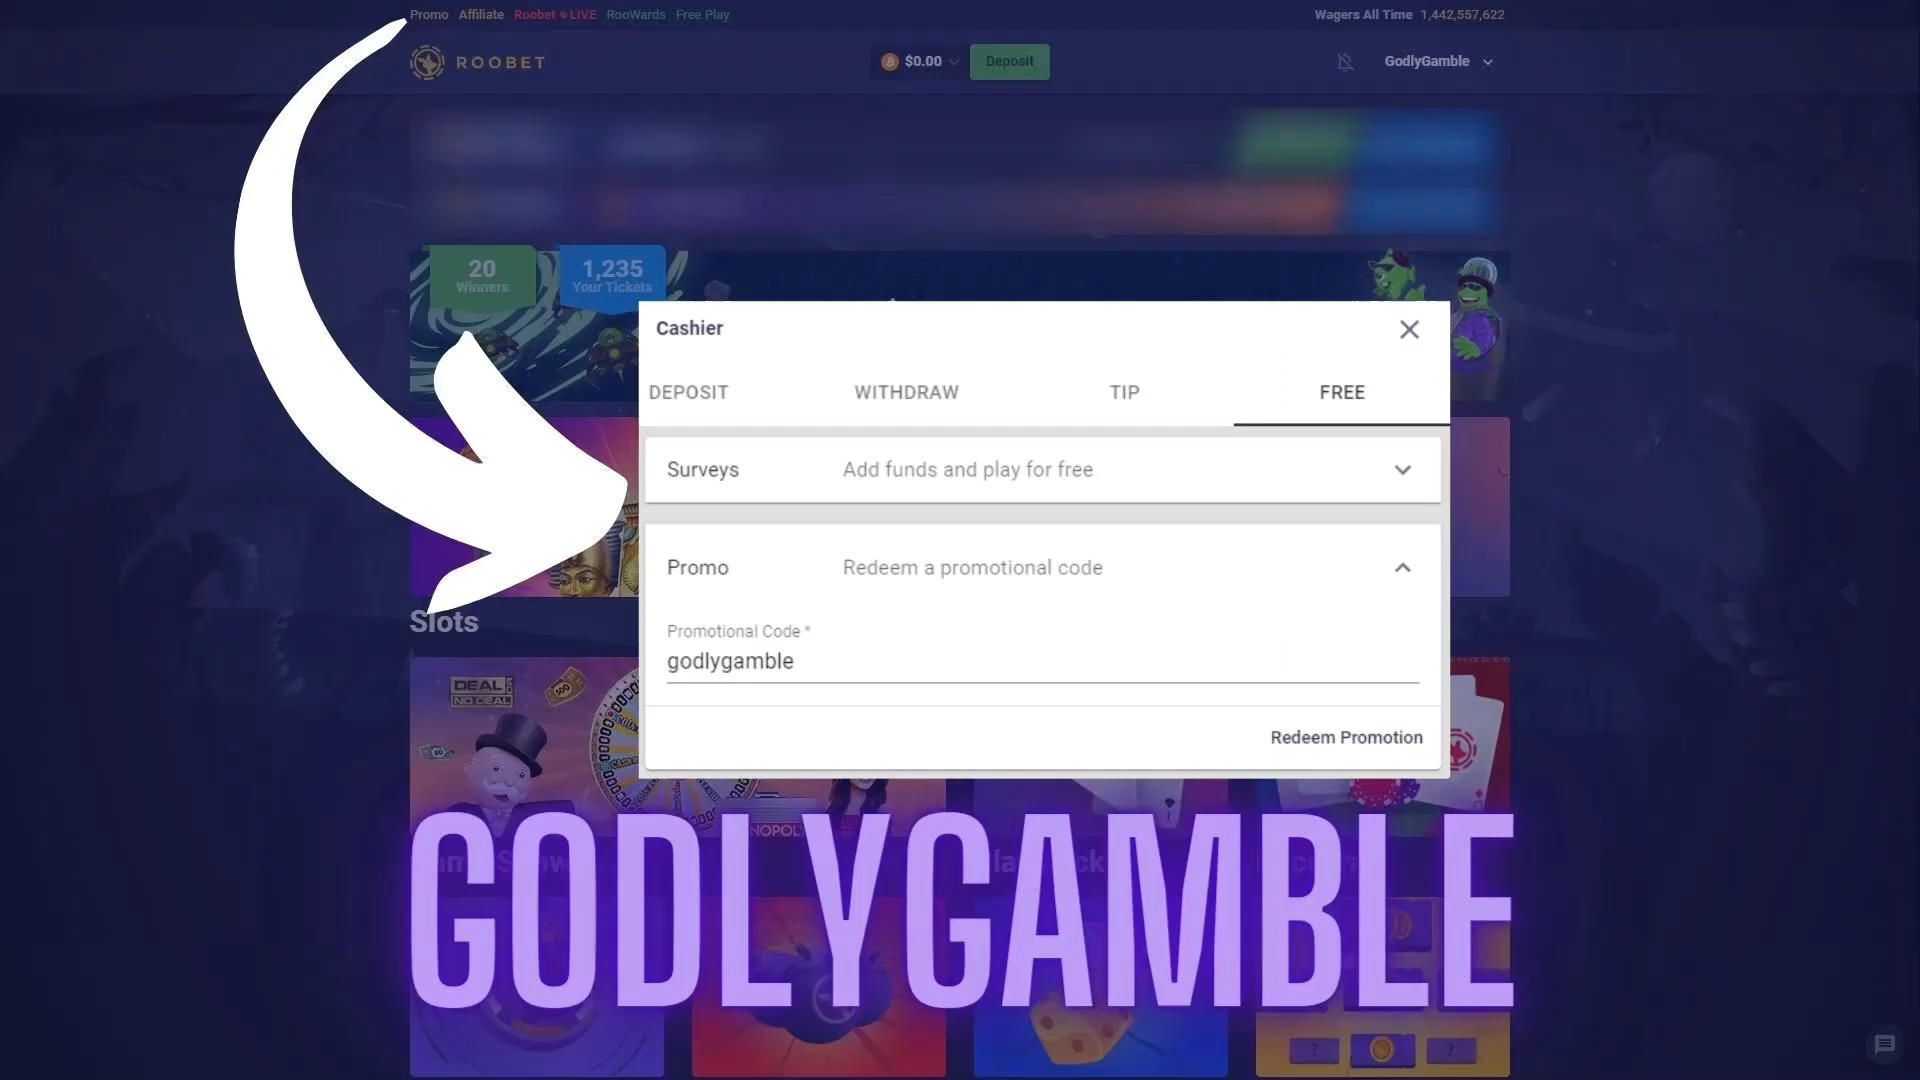 Promo Affiliate Roobet LIVE RooWards Free Play
Wagers All Time 1,442,557,622
ROOBET
$0.00
Deposit
GodlyGamble
20
Winners
1,235
Your Tickets
Cashier
DEPOSIT WITHDRAW TIP FREE
Surveys Add funds and play for free
Promo Redeem a promotional code
Promotional Code *
godlygamble
Redeem Promotion
Slots
DEAL OR
NO DEAL
500
GODLYGAMBLE